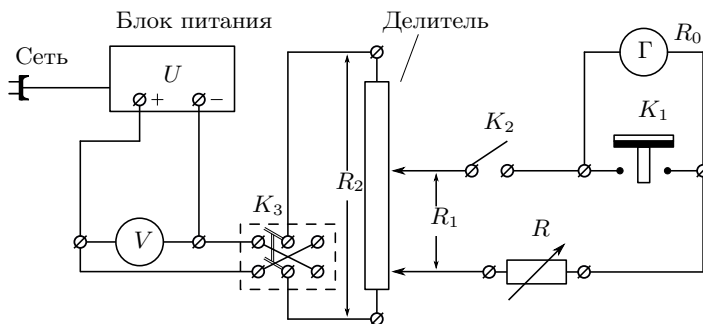 Блок питания
Делитель
Сеть
U
R₀
Г
+ −
K₁
K₂
R₂
K₃
R₁
V
R